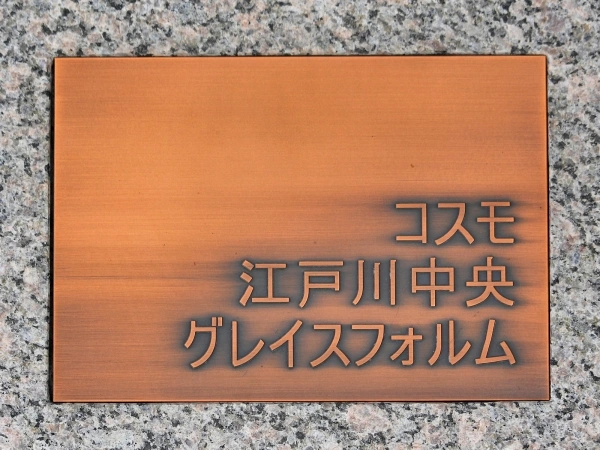 コスモ
江戸川中央
グレイスフォルム